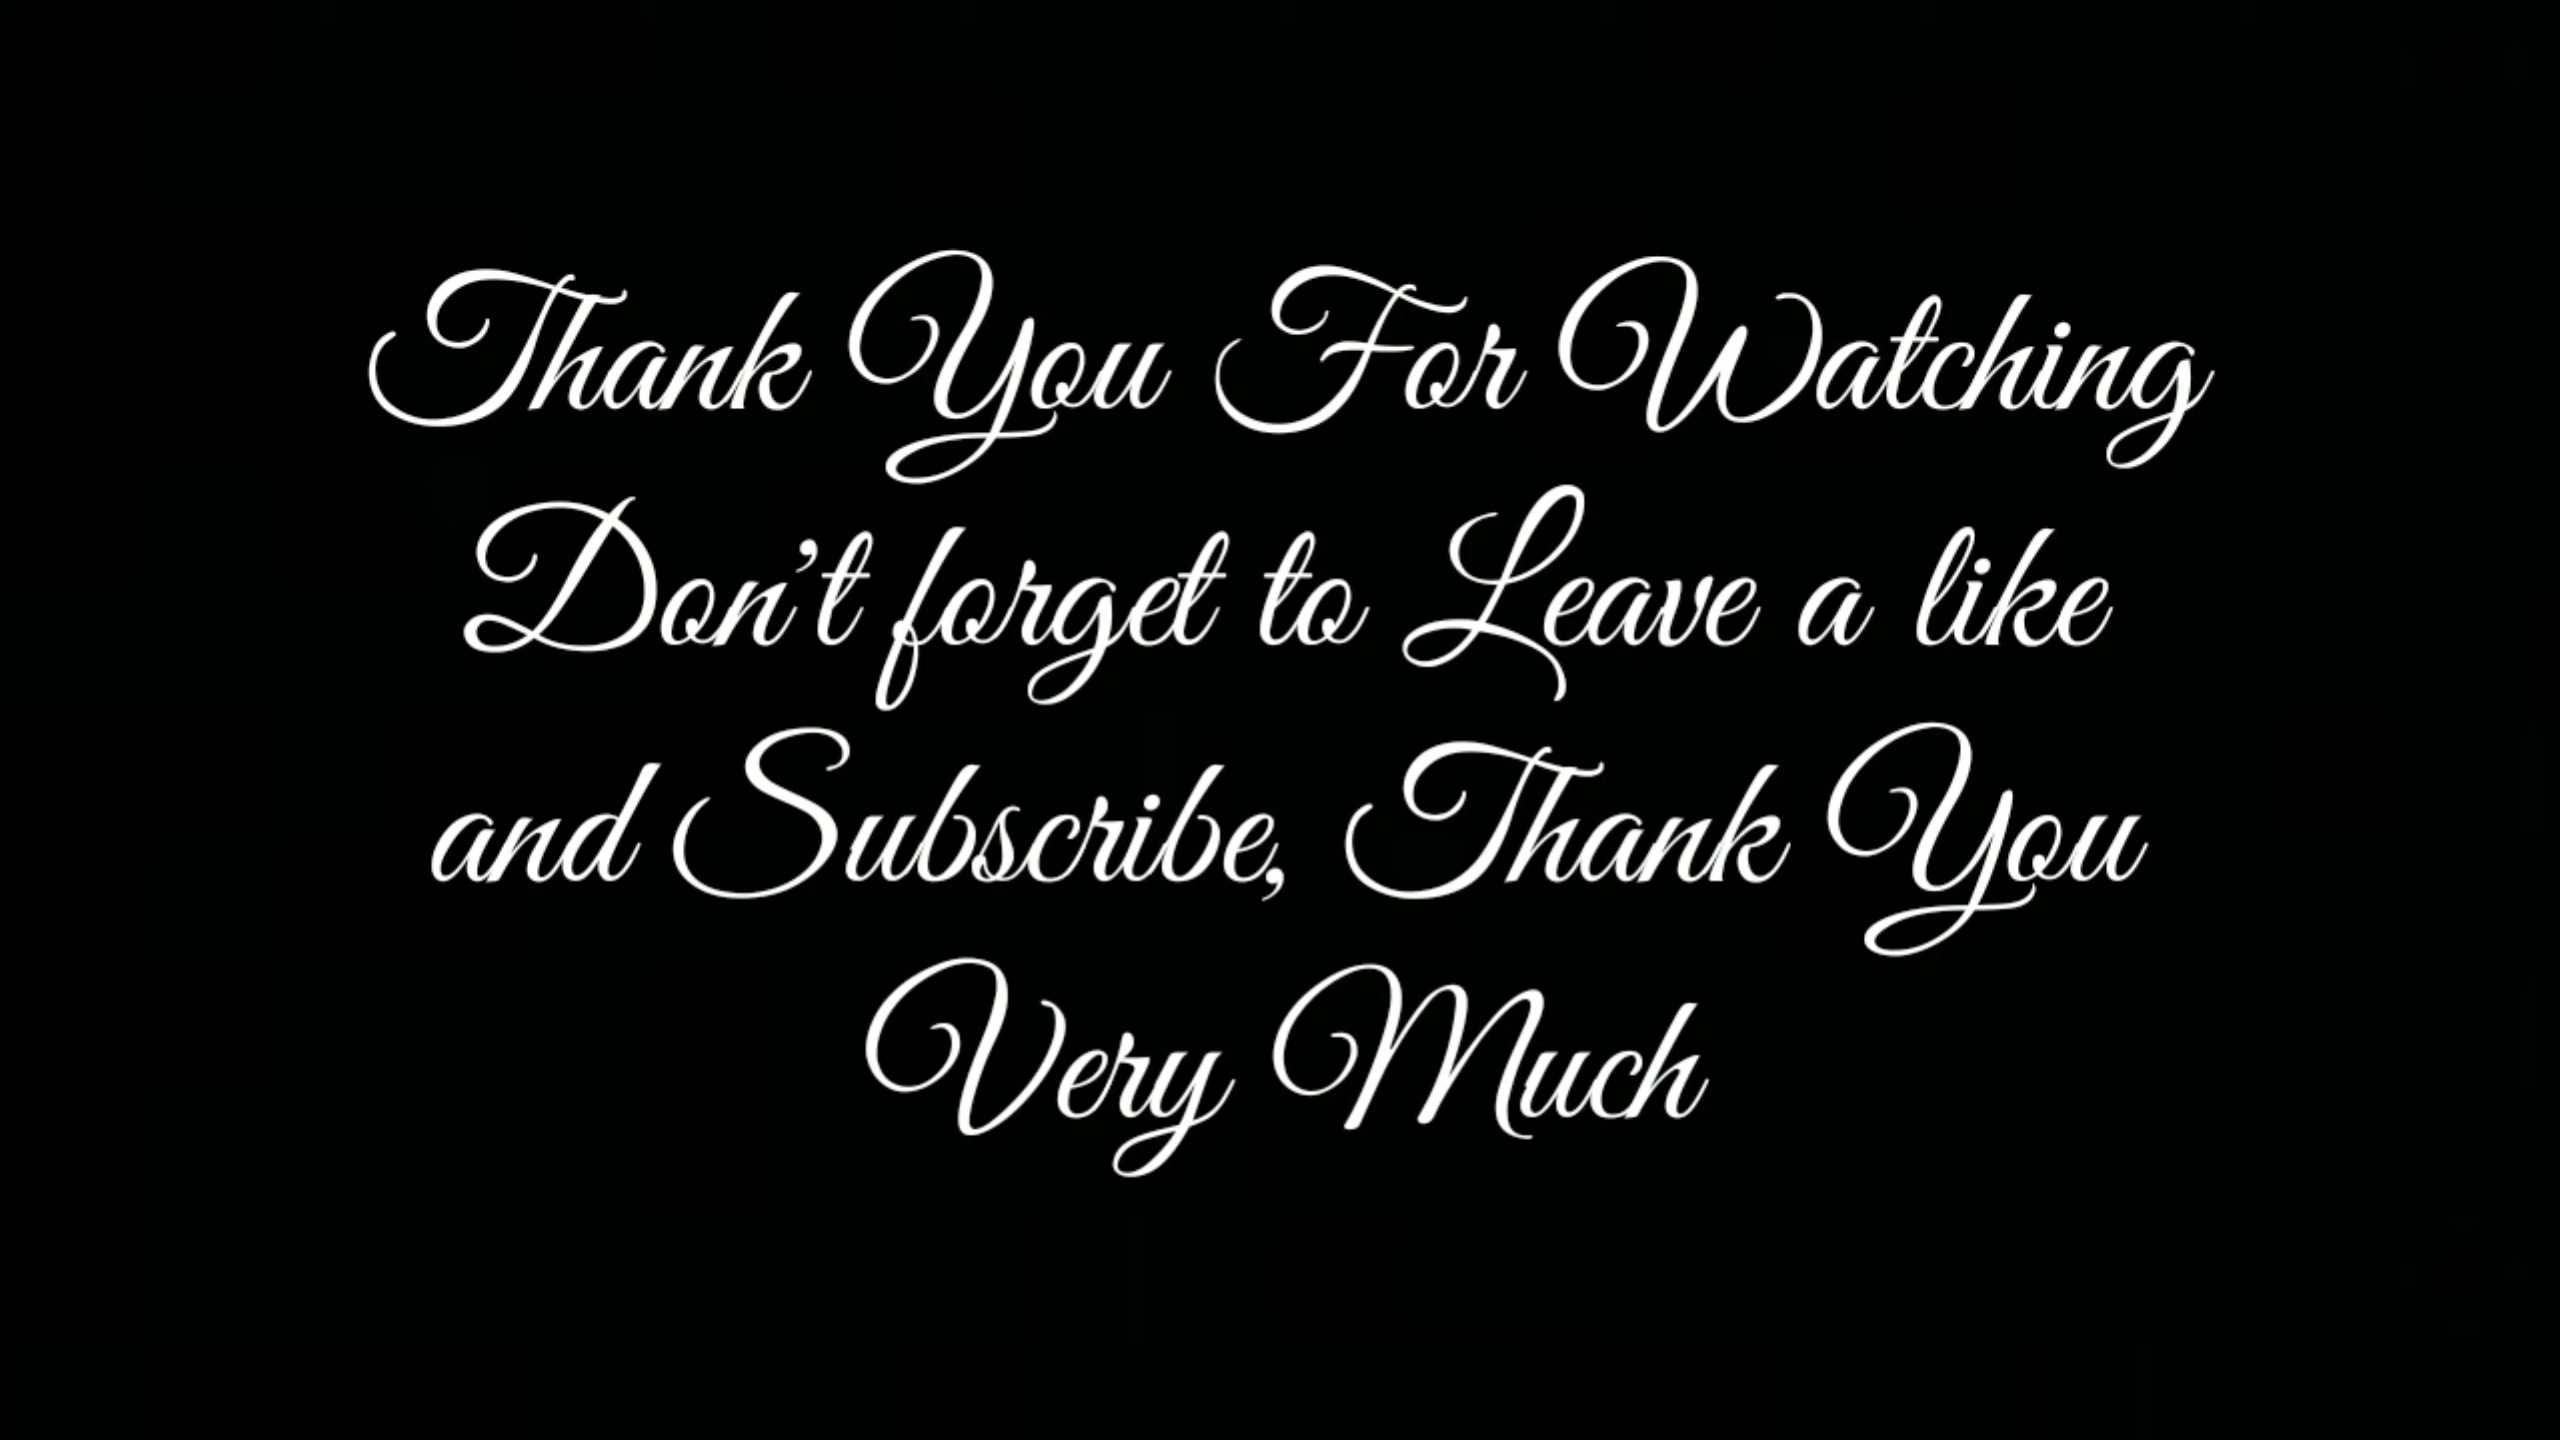 Thank You For Watching
Don't forget to Leave a like
and Subscribe, Thank You
Very Much